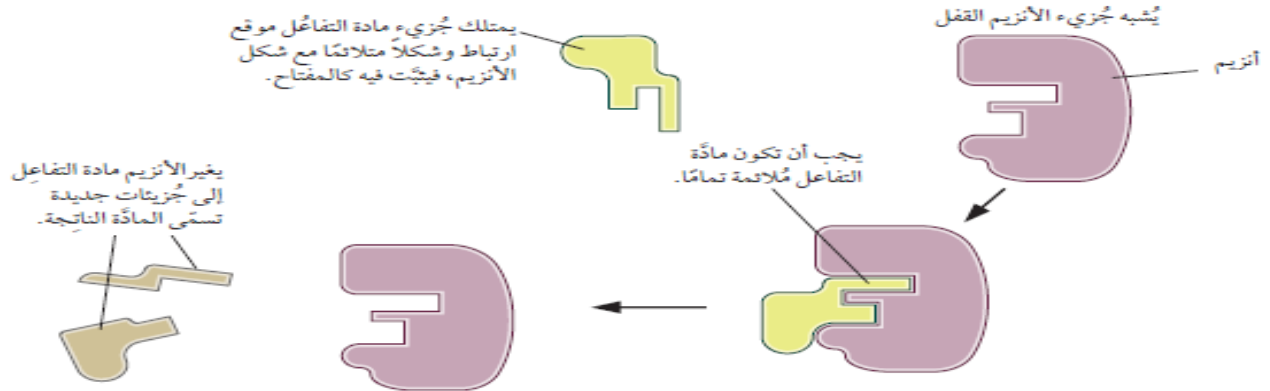 يُشبه جُزيء الأنزيم القفل
أنزيم
يمتلك جُزيء مادة التفاعُل موقع
ارتباط وشكلاً متلائمًا مع شكل
الأنزيم، فيثبَّت فيه كالمفتاح.
يجب أن تكون مادَّة
التفاعل مُلائمة تمامًا.
يغير الأنزيم مادة التفاعِل
إلى جُزيئات جديدة
تسمّى المادَّة الناتِجة.